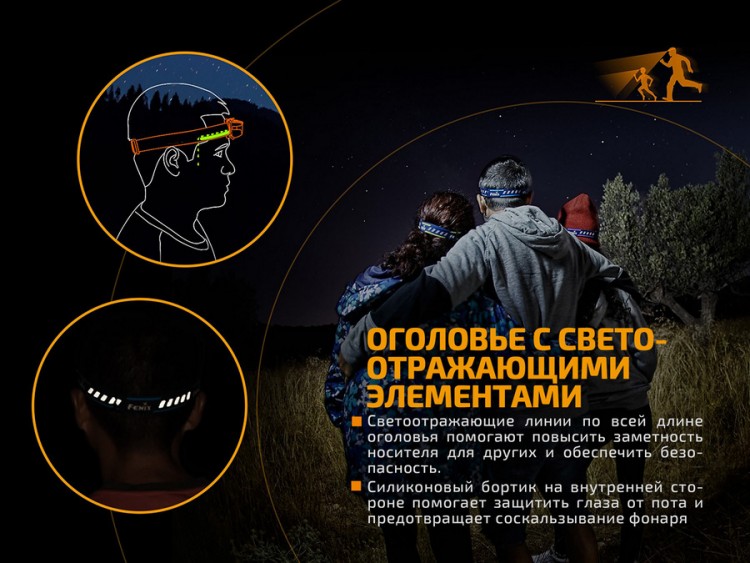 ОГОЛОВЬЕ С СВЕТО-
ОТРАЖАЮЩИМИ
ЭЛЕМЕНТАМИ
Светоотражающие линии по всей длине
оголовья помогают повысить заметность
носителя для других и обеспечить безо-
пасность.
Силиконовый бортик на внутренней сто-
роне помогает защитить глаза от пота и
предотвращает соскальзывание фонаря
FENIX